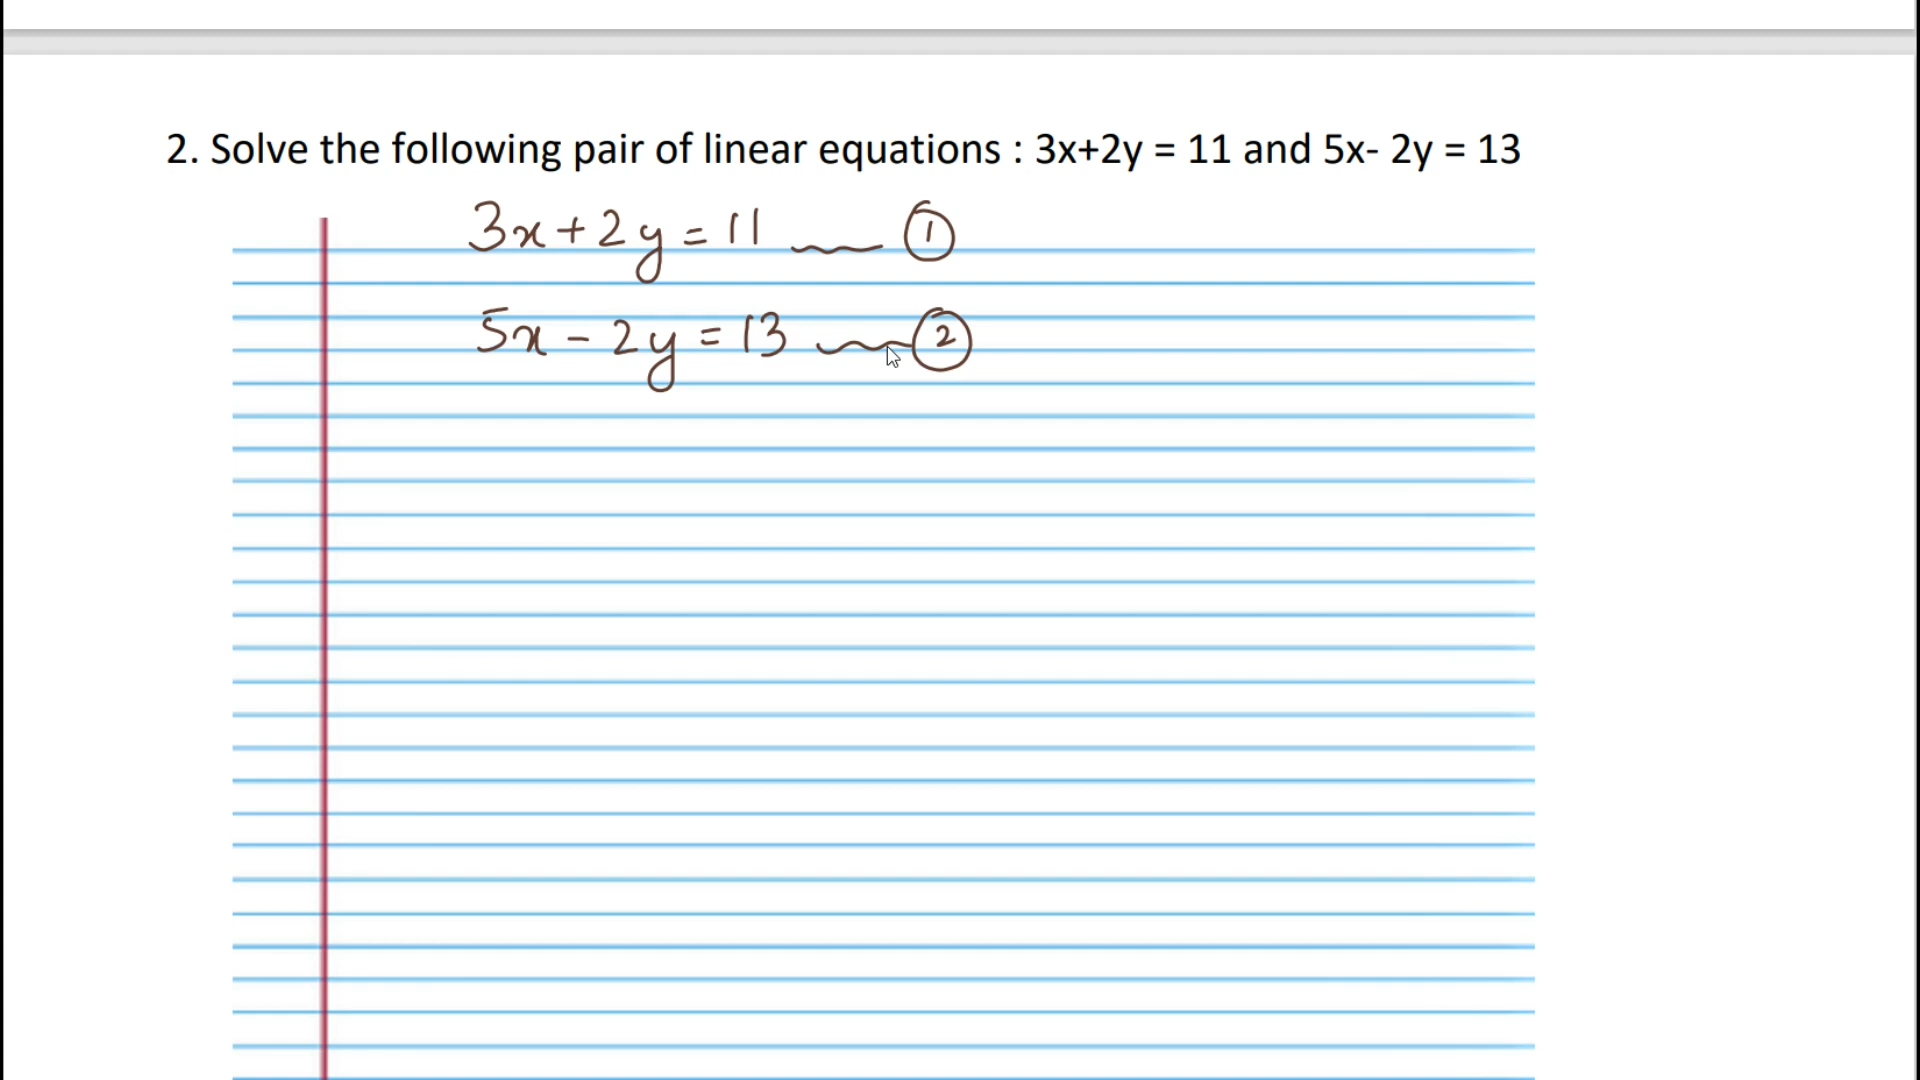 2. Solve the following pair of linear equations : 3x+2y = 11 and 5x- 2y = 13
3x+2y=11 ①
5x-2y=13 ②